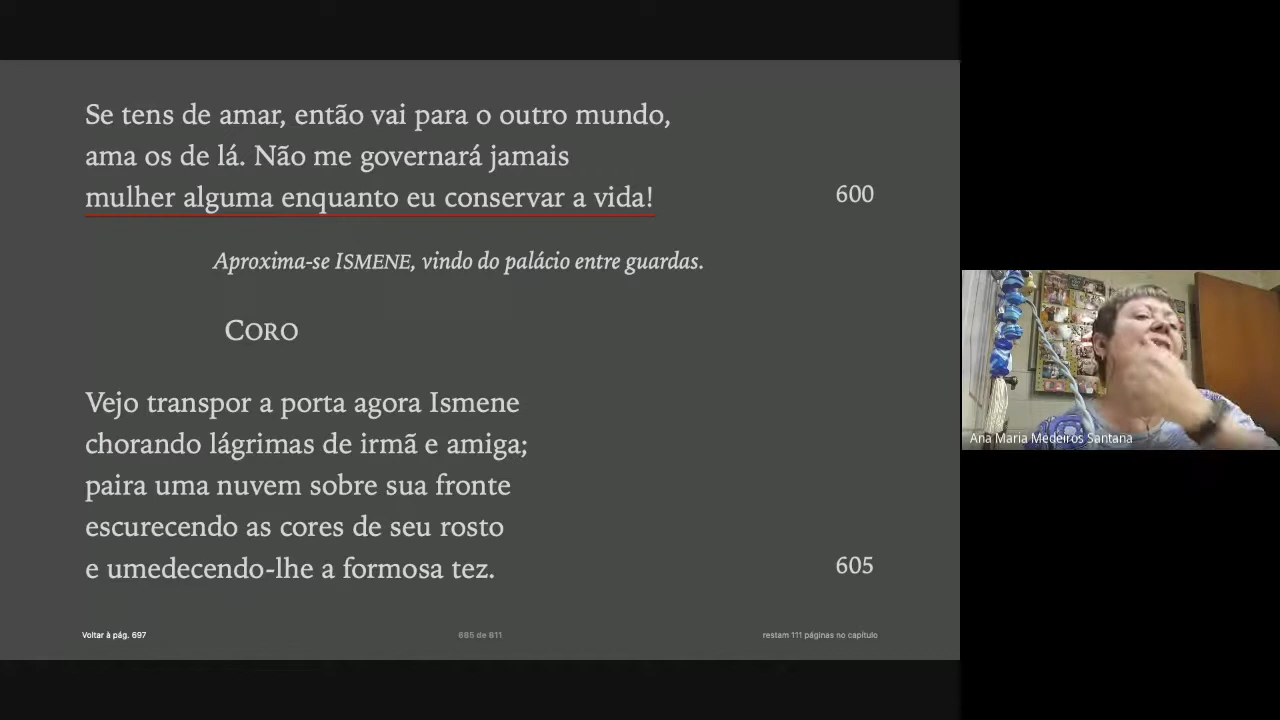 Se tens de amar, então vai para o outro mundo,
ama os de lá. Não me governará jamais
mulher alguma enquanto eu conservar a vida! 600
Aproxima-se ISMENE, vindo do palácio entre guardas.
CORO
Vejo transpor a porta agora Ismene
chorando lágrimas de irmã e amiga;
paira uma nuvem sobre sua fronte
escurecendo as cores de seu rosto
e umedecendo-lhe a formosa tez. 605
Voltar à pág. 697 685 de 811 restam 111 páginas no capítulo
Ana Maria Medeiros Santana